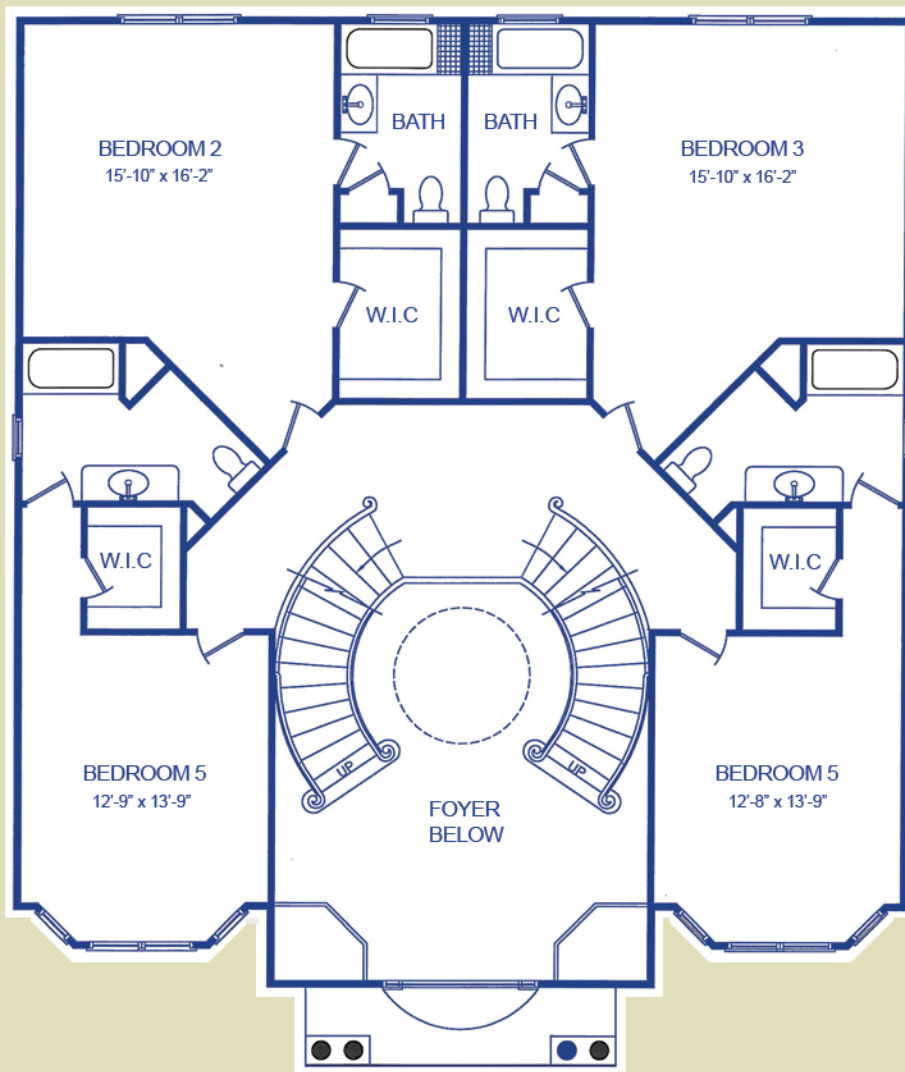 BATH
BATH
BEDROOM 2
15'-10” x 16'-2”
BEDROOM 3
15'-10” x 16'-2”
W.I.C
W.I.C
W.I.C
W.I.C
BEDROOM 5
12'-9” x 13'-9”
UP
UP
BEDROOM 5
12'-8” x 13'-9”
FOYER
BELOW